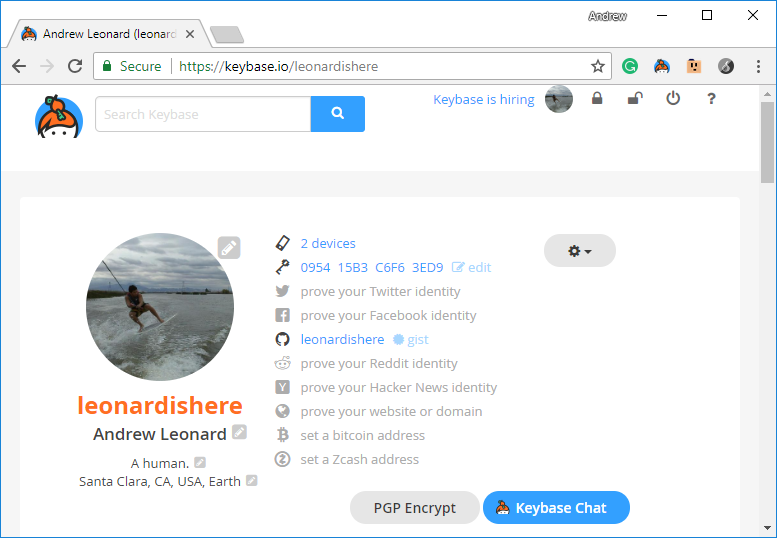 Andrew
Andrew Leonard (leonard
Secure https://keybase.io/leonardishere
Search Keybase
Keybase is hiring
?
2 devices
0954 15B3 C6F6 3ED9 edit
prove your Twitter identity
prove your Facebook identity
leonardishere gist
prove your Reddit identity
prove your Hacker News identity
prove your website or domain
set a bitcoin address
set a Zcash address
leonardishere
Andrew Leonard
A human.
Santa Clara, CA, USA, Earth
PGP Encrypt
Keybase Chat